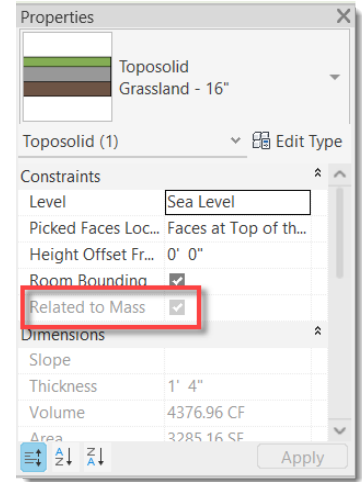 Properties X
Toposolid
Grassland - 16"
Toposolid (1) Edit Type
Constraints
Level Sea Level
Picked Faces Loc... Faces at Top of th...
Height Offset Fr... 0' 0"
Room Bounding
Related to Mass
Dimensions
Slope
Thickness 1' 4"
Volume 4376.96 CF
Area 3285.16 SF
Apply